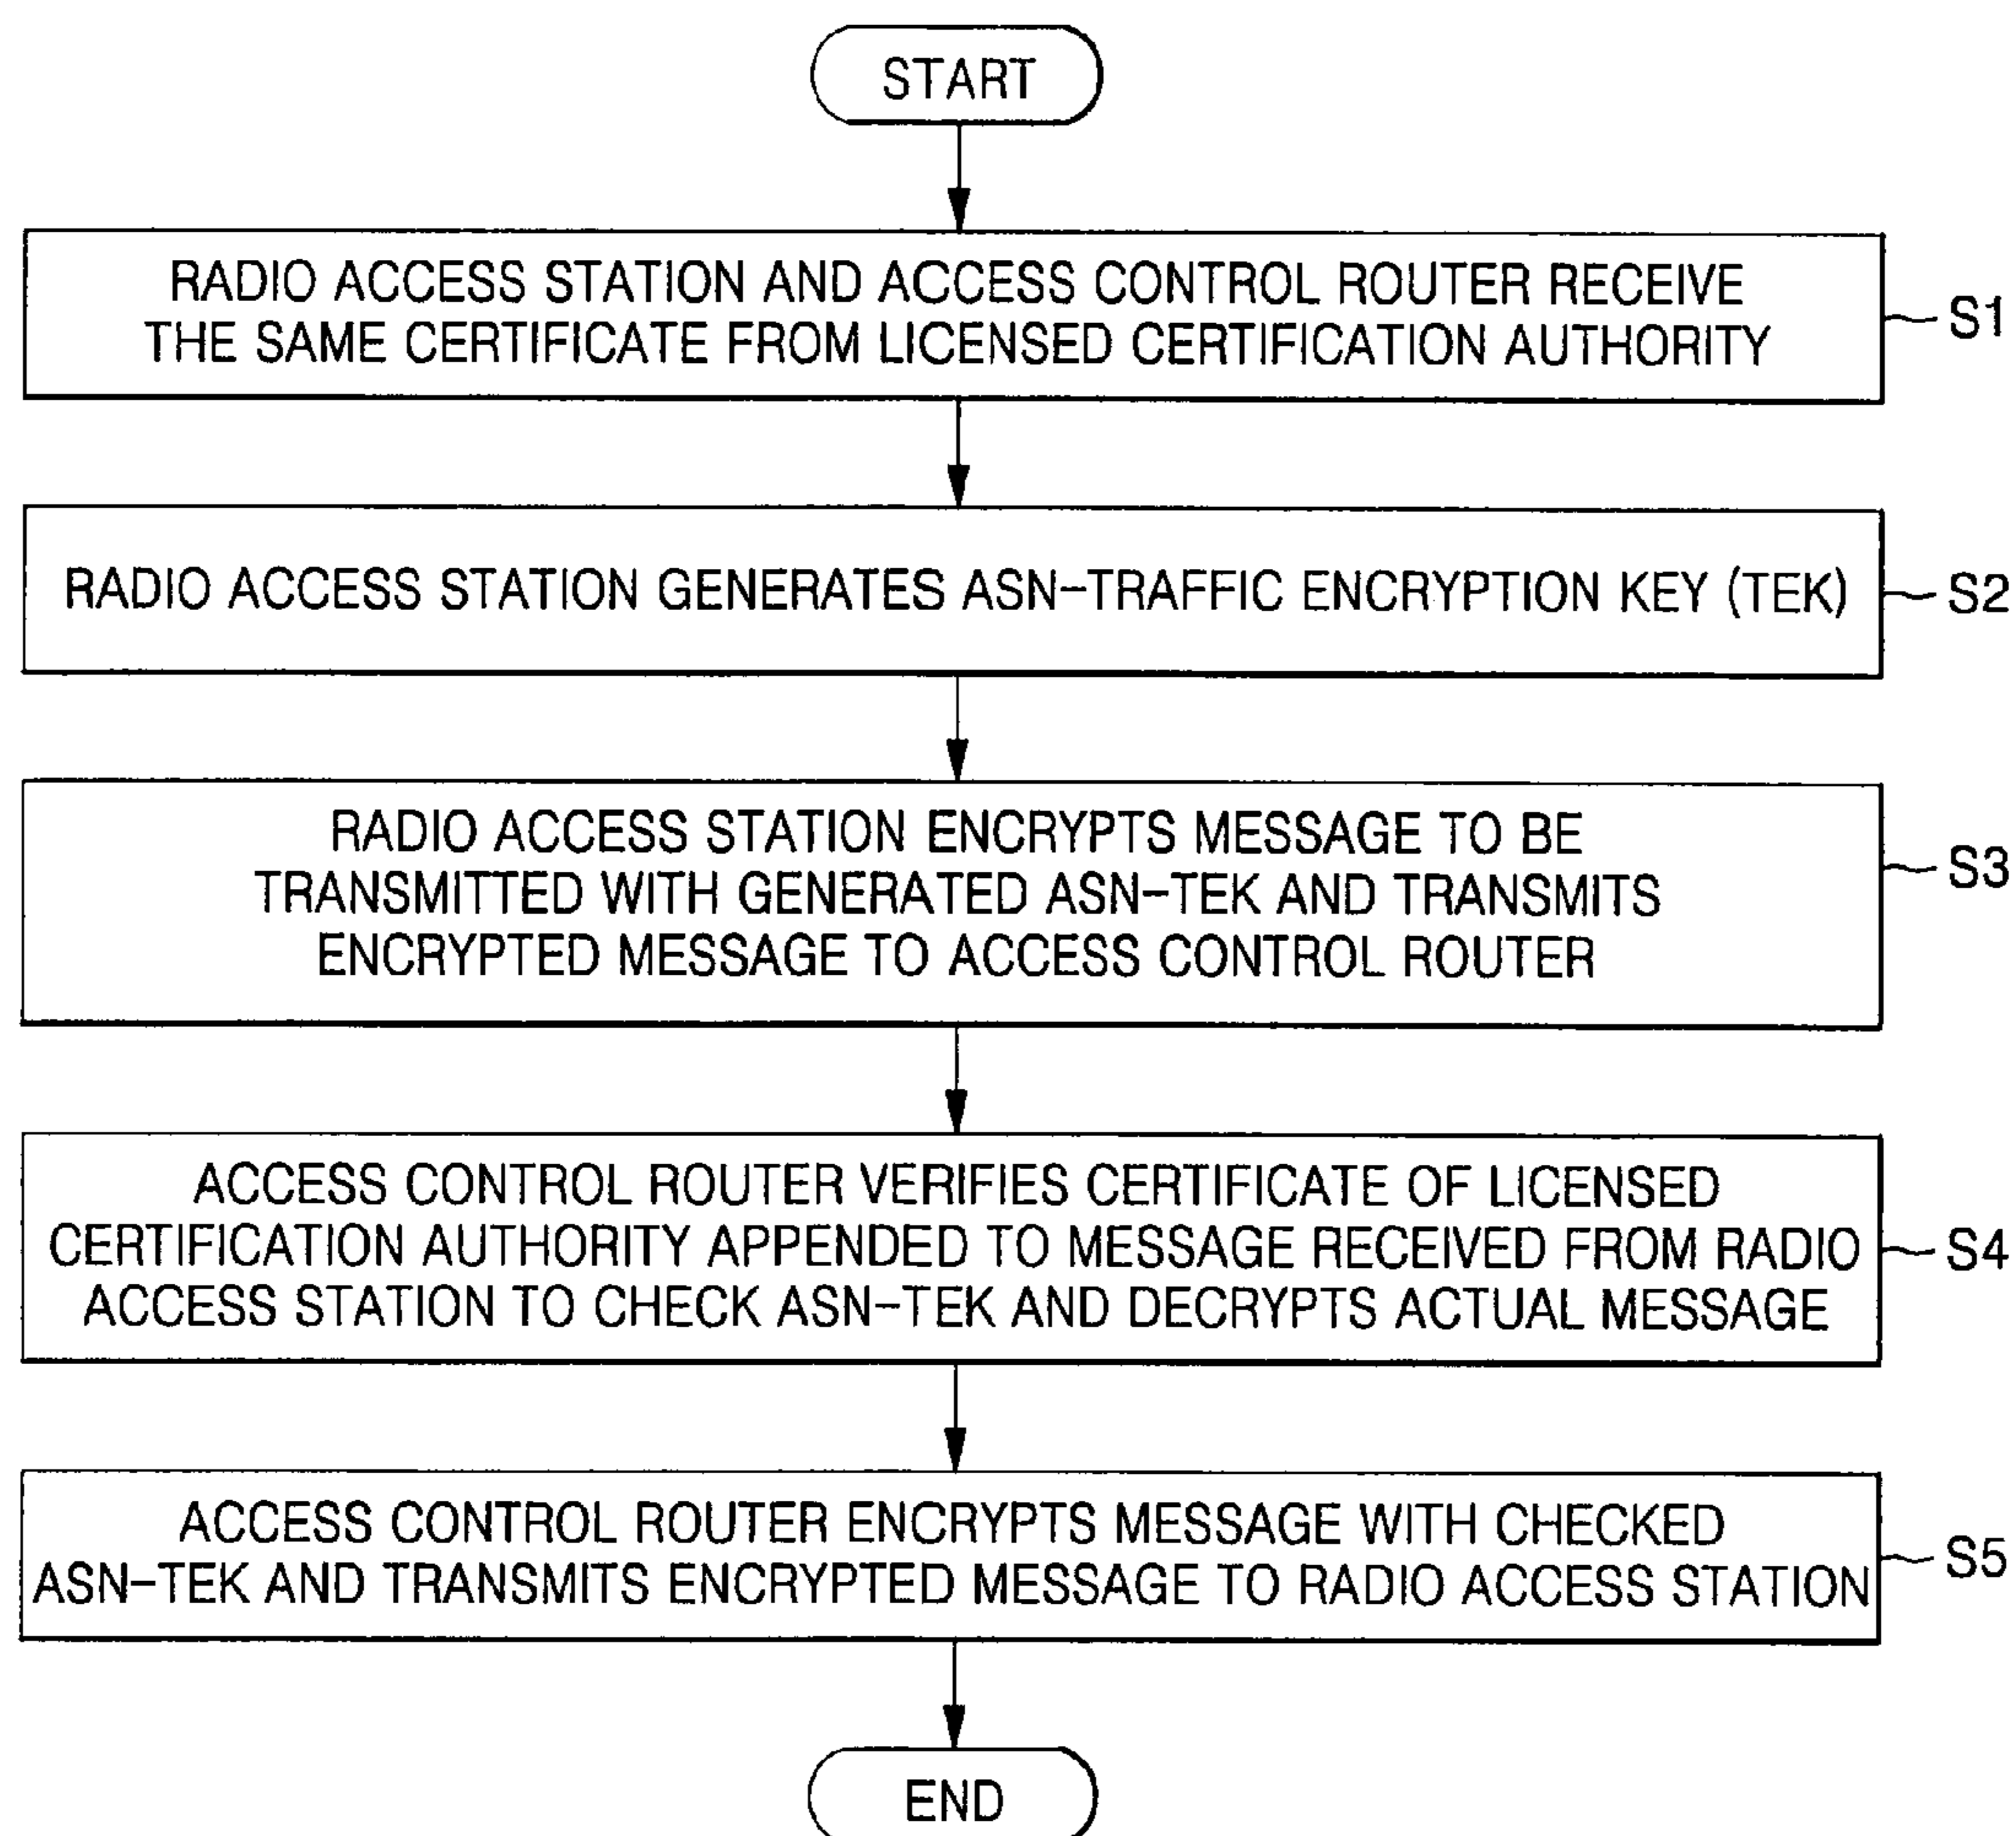 START
RADIO ACCESS STATION AND ACCESS CONTROL ROUTER RECEIVE
THE SAME CERTIFICATE FROM LICENSED CERTIFICATION AUTHORITY
S1
RADIO ACCESS STATION GENERATES ASN-TRAFFIC ENCRYPTION KEY (TEK)
S2
RADIO ACCESS STATION ENCRYPTS MESSAGE TO BE
TRANSMITTED WITH GENERATED ASN-TEK AND TRANSMITS
ENCRYPTED MESSAGE TO ACCESS CONTROL ROUTER
S3
ACCESS CONTROL ROUTER VERIFIES CERTIFICATE OF LICENSED
CERTIFICATION AUTHORITY APPENDED TO MESSAGE RECEIVED FROM RADIO
ACCESS STATION TO CHECK ASN-TEK AND DECRYPTS ACTUAL MESSAGE
S4
ACCESS CONTROL ROUTER ENCRYPTS MESSAGE WITH CHECKED
ASN-TEK AND TRANSMITS ENCRYPTED MESSAGE TO RADIO ACCESS STATION
S5
END